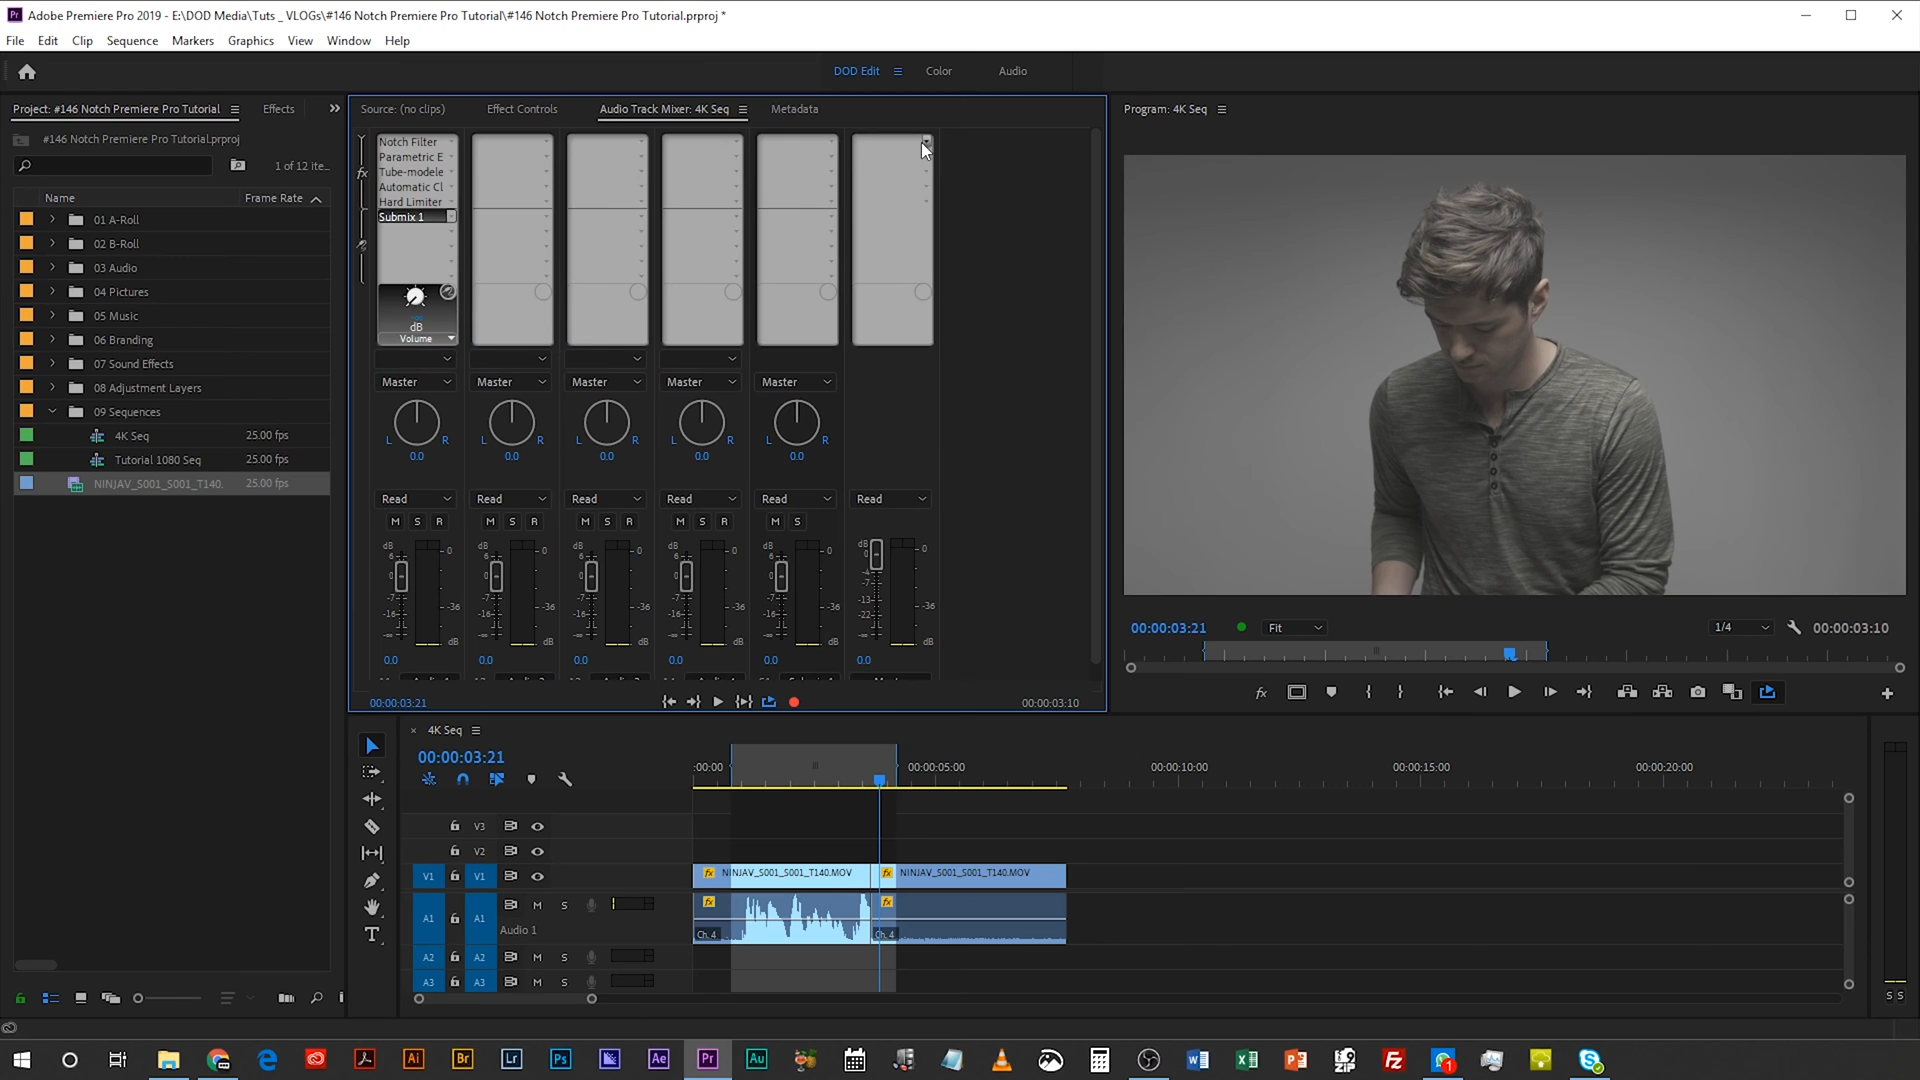 Adobe Premiere Pro 2019 - E:\DOD Media\Tuts _ VLOGs\#146 Notch Premiere Pro Tutorial\#146 Notch Premiere Pro Tutorial.prproj *
File Edit Clip Sequence Markers Graphics View Window Help
DOD Edit Color Audio
Project: #146 Notch Premiere Pro Tutorial Effects
#146 Notch Premiere Pro Tutorial.prproj
1 of 12 ite...
Name Frame Rate
01 A-Roll
02 B-Roll
03 Audio
04 Pictures
05 Music
06 Branding
07 Sound Effects
08 Adjustment Layers
09 Sequences
4K Seq 25.00 fps
Tutorial 1080 Seq 25.00 fps
NINJAV_S001_S001_T140. 25.00 fps
Source: (no clips) Effect Controls Audio Track Mixer: 4K Seq Metadata
Notch Filter
Parametric E
Tube-modele
Automatic Cl
Hard Limiter
Submix 1
dB
Volume
Master Master Master Master Master
L R L R L R L R L R
0.0 0.0 0.0 0.0 0.0
Read Read Read Read Read Read
M S R M S R M S R M S R M S
0.0 0.0 0.0 0.0 0.0 0.0
00:00:03:21 00:00:03:10
Program: 4K Seq
00:00:03:21 Fit 1/4 00:00:03:10
4K Seq
00:00:03:21
:00:00 00:00:05:00 00:00:10:00 00:00:15:00 00:00:20:00
V3
V2
V1 V1 NINJAV_S001_S001_T140.MOV NINJAV_S001_S001_T140.MOV
A1 A1 M S
Audio 1
Ch. 4 Ch. 4
A2 A2 M S
A3 A3 M S
S S
Ai Br Lr Ps Ae Pr Au